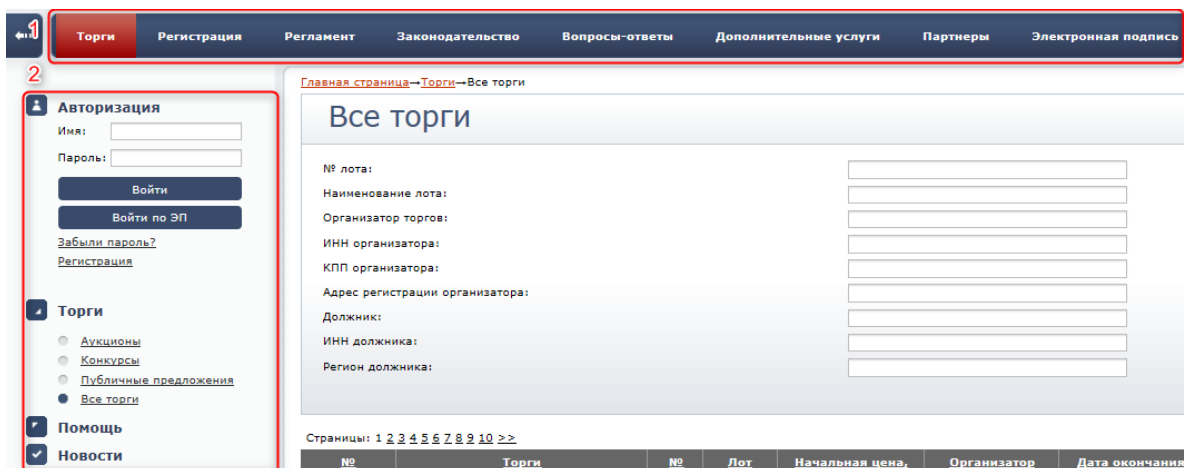 1
Торги Регистрация Регламент Законодательство Вопросы-ответы Дополнительные услуги Партнеры Электронная подпись
2
Авторизация
Имя:
Пароль:
Войти
Войти по ЭП
Забыли пароль?
Регистрация
Торги
Аукционы
Конкурсы
Публичные предложения
Все торги
Помощь
Новости
Главная страница→Торги→Все торги
Все торги
№ лота:
Наименование лота:
Организатор торгов:
ИНН организатора:
КПП организатора:
Адрес регистрации организатора:
Должник:
ИНН должника:
Регион должника:
Страницы: 1 2 3 4 5 6 7 8 9 10 >>
№ Торги № Лот Начальная цена, Организатор Дата окончания